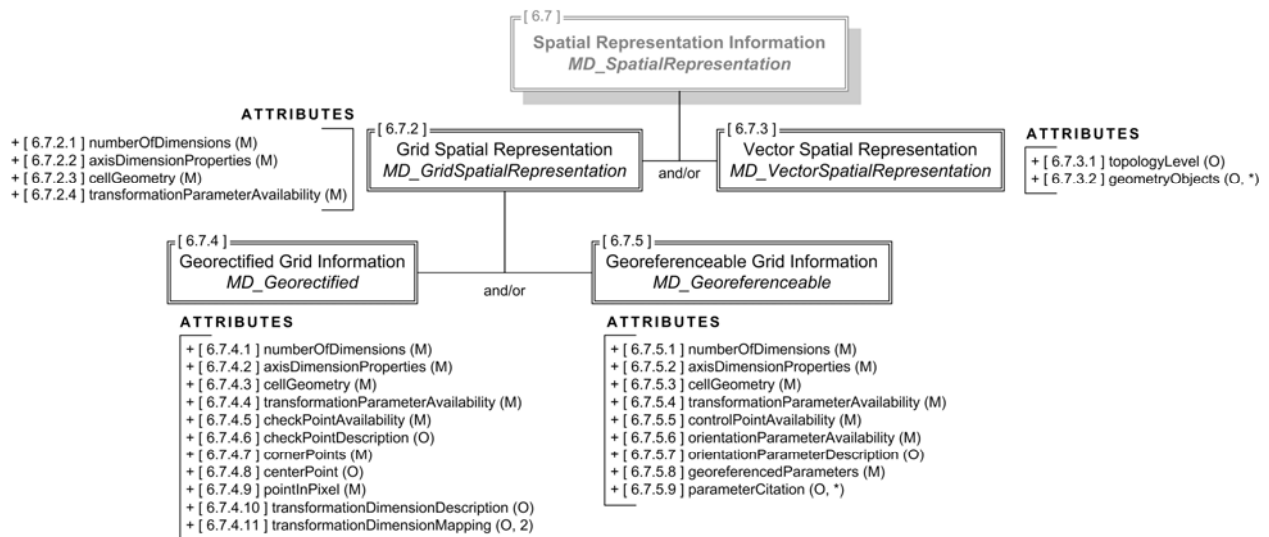 [ 6.7 ]
Spatial Representation Information
MD_SpatialRepresentation
ATTRIBUTES
+ [ 6.7.2.1 ] numberOfDimensions (M)
+ [ 6.7.2.2 ] axisDimensionProperties (M)
+ [ 6.7.2.3 ] cellGeometry (M)
+ [ 6.7.2.4 ] transformationParameterAvailability (M)
[ 6.7.2 ]
Grid Spatial Representation
MD_GridSpatialRepresentation
and/or
[ 6.7.3 ]
Vector Spatial Representation
MD_VectorSpatialRepresentation
ATTRIBUTES
+ [ 6.7.3.1 ] topologyLevel (O)
+ [ 6.7.3.2 ] geometryObjects (O, *)
[ 6.7.4 ]
Georectified Grid Information
MD_Georectified
and/or
[ 6.7.5 ]
Georeferenceable Grid Information
MD_Georeferenceable
ATTRIBUTES
+ [ 6.7.4.1 ] numberOfDimensions (M)
+ [ 6.7.4.2 ] axisDimensionProperties (M)
+ [ 6.7.4.3 ] cellGeometry (M)
+ [ 6.7.4.4 ] transformationParameterAvailability (M)
+ [ 6.7.4.5 ] checkPointAvailability (M)
+ [ 6.7.4.6 ] checkPointDescription (O)
+ [ 6.7.4.7 ] cornerPoints (M)
+ [ 6.7.4.8 ] centerPoint (O)
+ [ 6.7.4.9 ] pointInPixel (M)
+ [ 6.7.4.10 ] transformationDimensionDescription (O)
+ [ 6.7.4.11 ] transformationDimensionMapping (O, 2)
ATTRIBUTES
+ [ 6.7.5.1 ] numberOfDimensions (M)
+ [ 6.7.5.2 ] axisDimensionProperties (M)
+ [ 6.7.5.3 ] cellGeometry (M)
+ [ 6.7.5.4 ] transformationParameterAvailability (M)
+ [ 6.7.5.5 ] controlPointAvailability (M)
+ [ 6.7.5.6 ] orientationParameterAvailability (M)
+ [ 6.7.5.7 ] orientationParameterDescription (O)
+ [ 6.7.5.8 ] georeferencedParameters (M)
+ [ 6.7.5.9 ] parameterCitation (O, *)